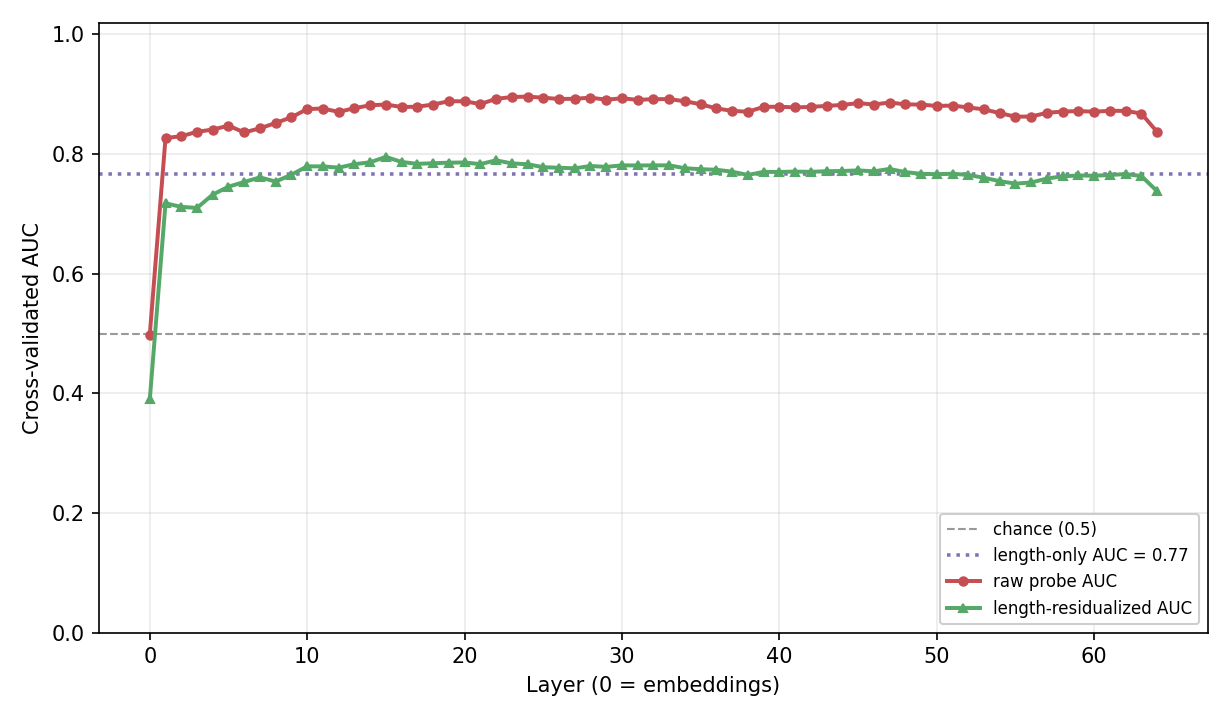 1.0
0.8
0.6
0.4
0.2
0.0
Cross-validated AUC
0 10 20 30 40 50 60
Layer (0 = embeddings)
chance (0.5)
length-only AUC = 0.77
raw probe AUC
length-residualized AUC